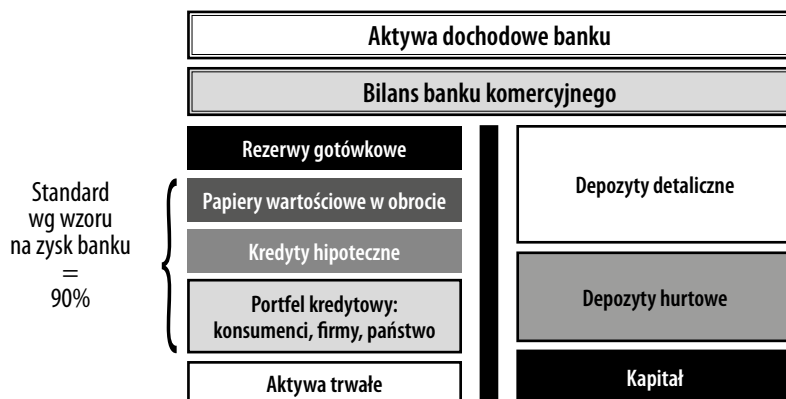 Aktywa dochodowe banku
Bilans banku komercyjnego
Standard
wg wzoru
na zysk banku
=
90%
Rezerwy gotówkowe
Papiery wartościowe w obrocie
Kredyty hipoteczne
Portfel kredytowy:
konsumenci, firmy, państwo
Aktywa trwałe
Depozyty detaliczne
Depozyty hurtowe
Kapitał